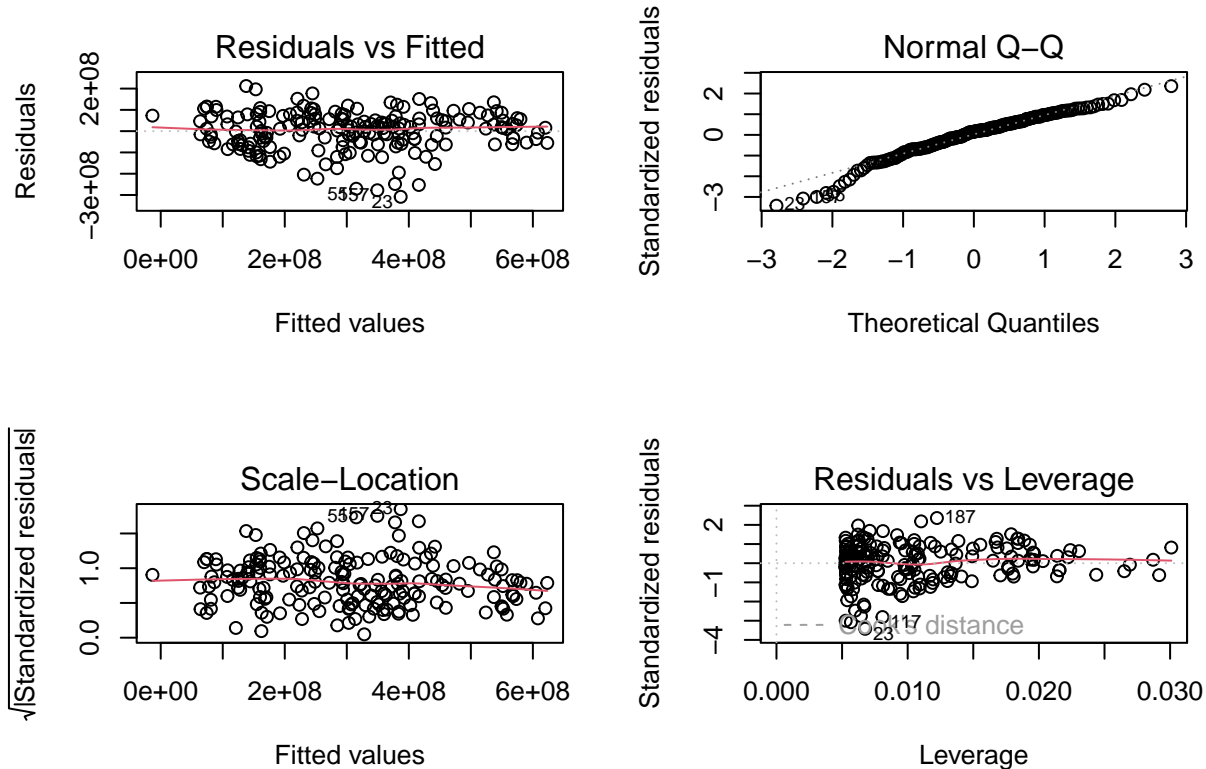 Residuals vs Fitted
Residuals
2e+08
−3e+08
55
157
23
0e+00 2e+08 4e+08 6e+08
Fitted values
Normal Q−Q
Standardized residuals
2
0
−3
23
−3 −2 −1 0 1 2 3
Theoretical Quantiles
Scale−Location
√|Standardized residuals|
1.0
0.0
55
157
23
0e+00 2e+08 4e+08 6e+08
Fitted values
Residuals vs Leverage
Standardized residuals
2
−1
−4
187
117
23
Cook's distance
0.000 0.010 0.020 0.030
Leverage